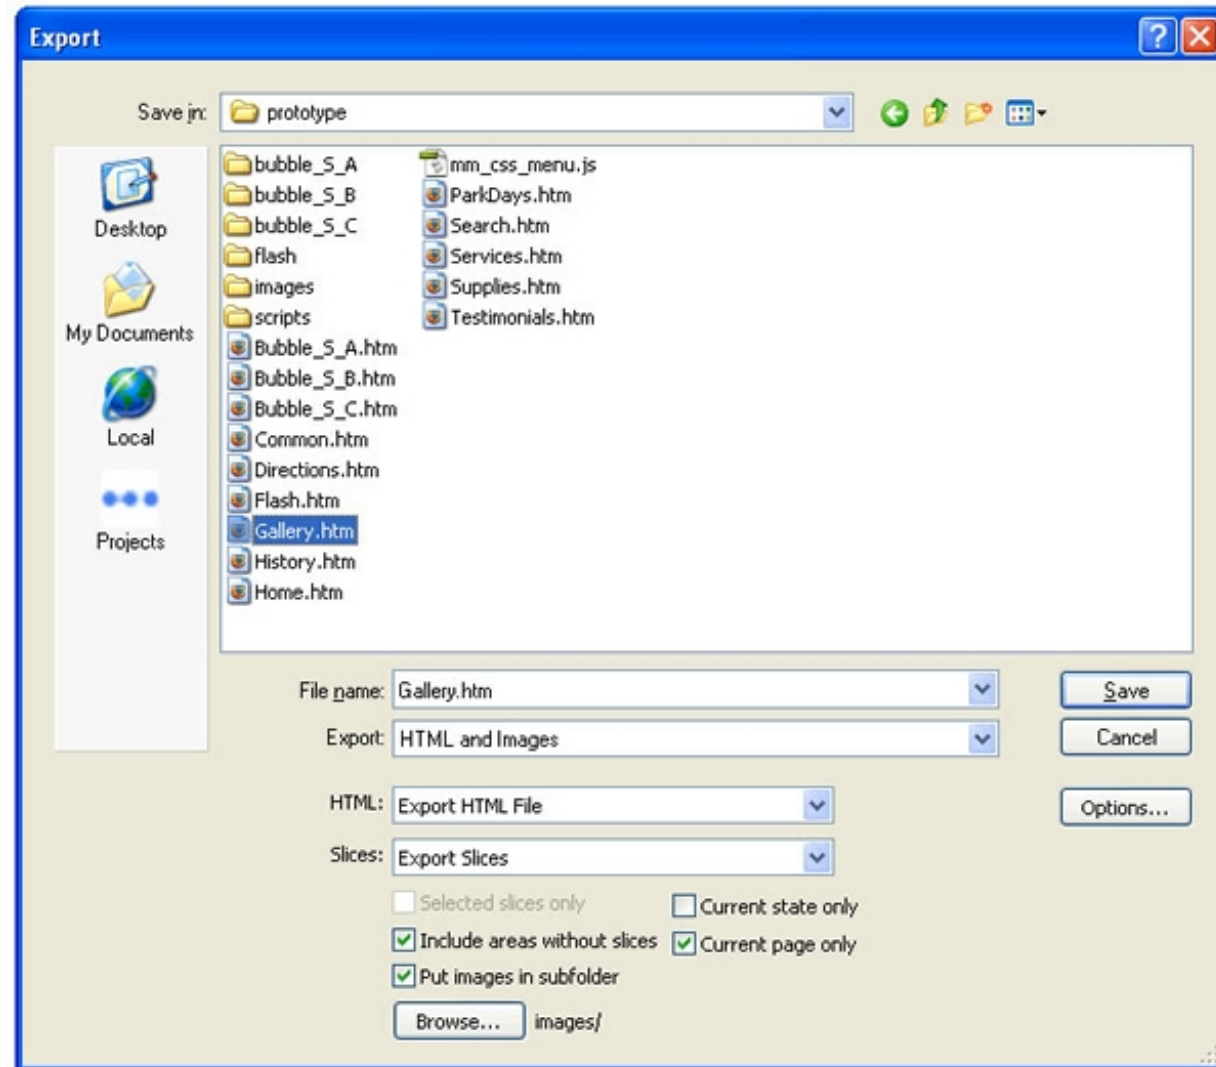 Export
Save in: prototype
Desktop
My Documents
Local
Projects
bubble_S_A
bubble_S_B
bubble_S_C
flash
images
scripts
Bubble_S_A.htm
Bubble_S_B.htm
Bubble_S_C.htm
Common.htm
Directions.htm
Flash.htm
Gallery.htm
History.htm
Home.htm
mm_css_menu.js
ParkDays.htm
Search.htm
Services.htm
Supplies.htm
Testimonials.htm
File name: Gallery.htm
Save
Export: HTML and Images
Cancel
HTML: Export HTML File
Options...
Slices: Export Slices
Selected slices only
Current state only
Include areas without slices
Current page only
Put images in subfolder
Browse... images/